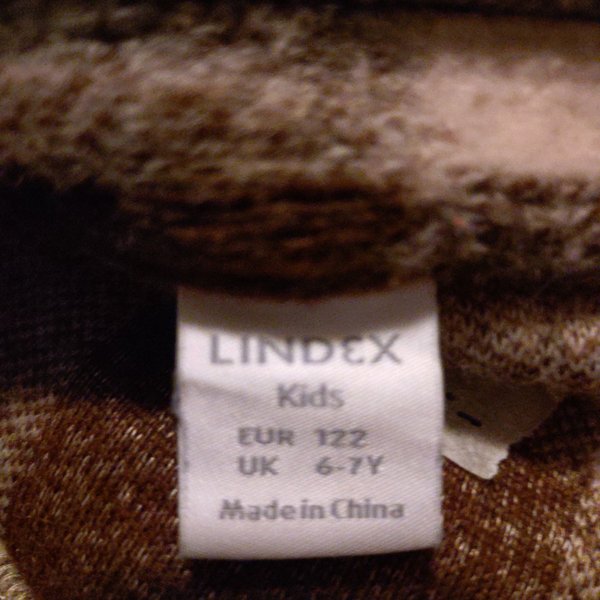 LINDEX
Kids
EUR 122
UK 6-7Y
Made in China